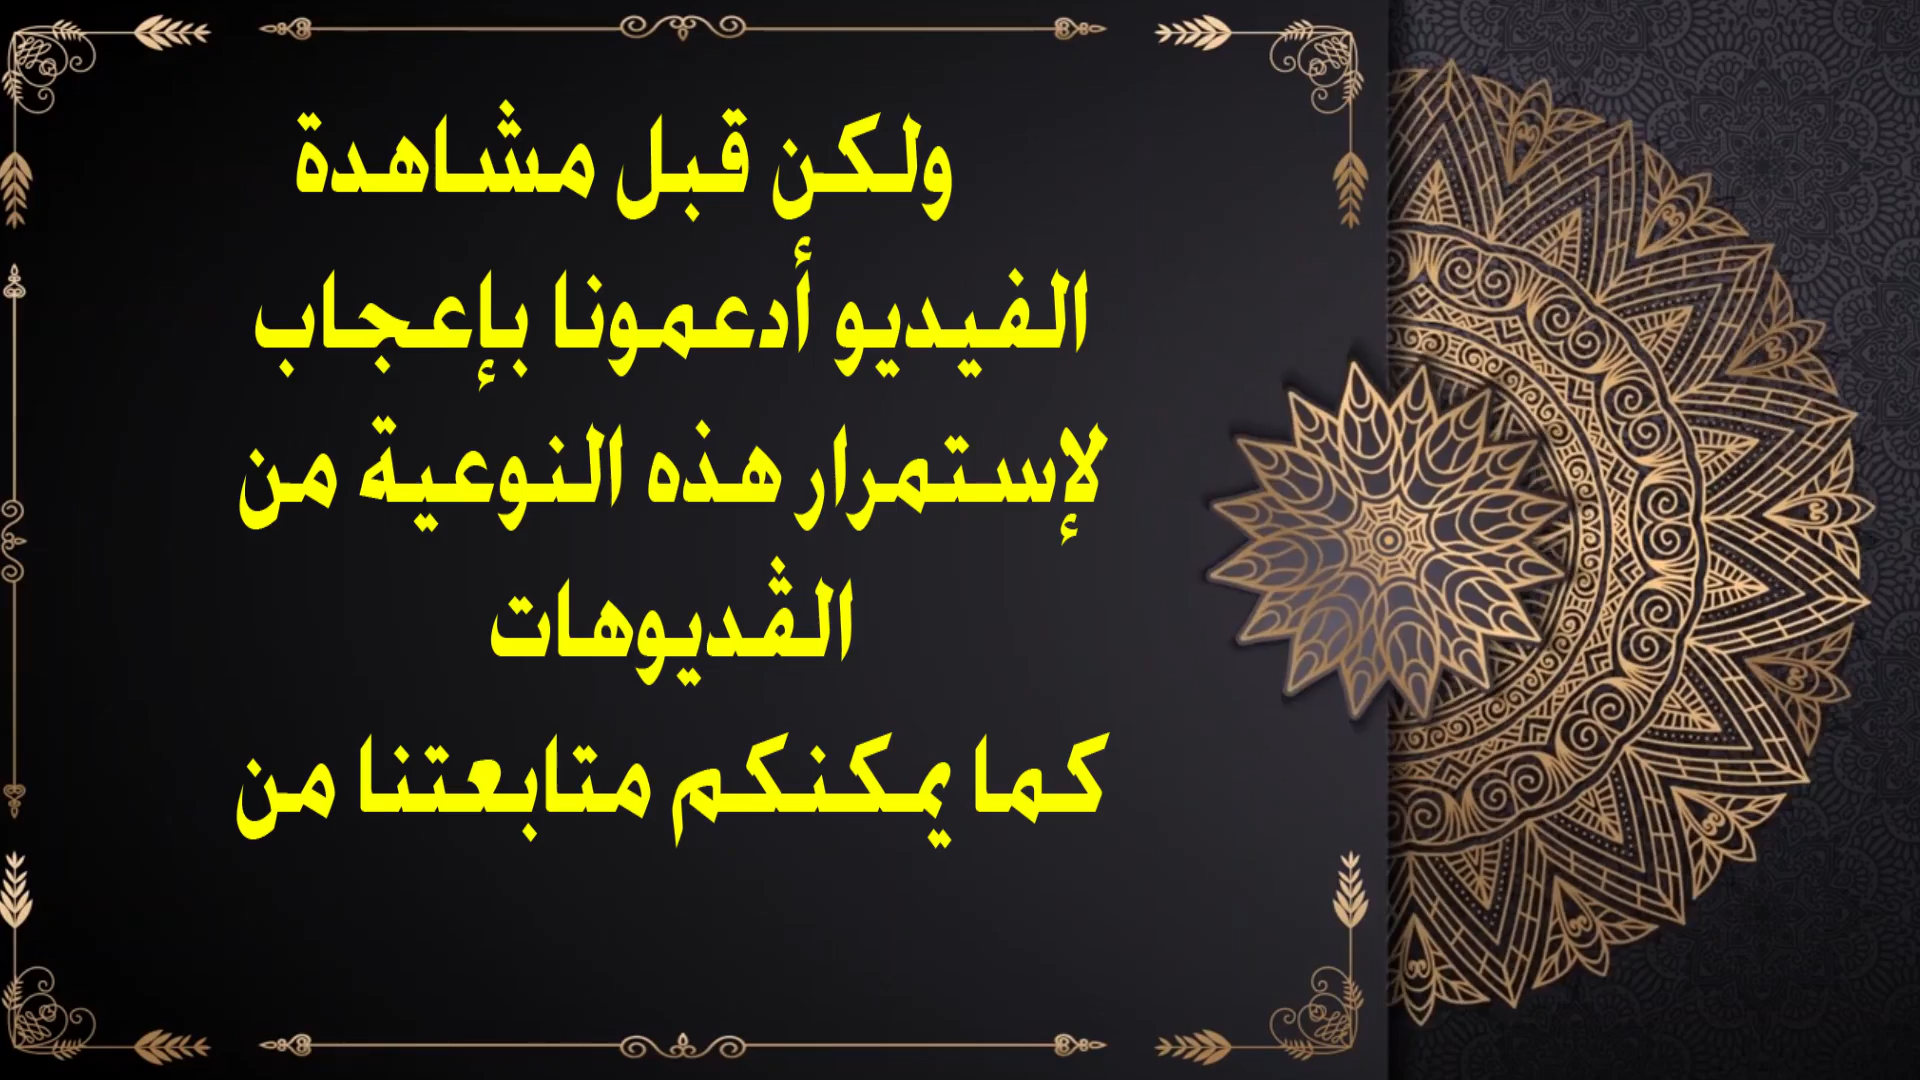 ولكن قبل مشاهدة
الفيديو أدعمونا بإعجاب
لإستمرار هذه النوعية من
الڤديوهات
كما يمكنكم متابعتنا من